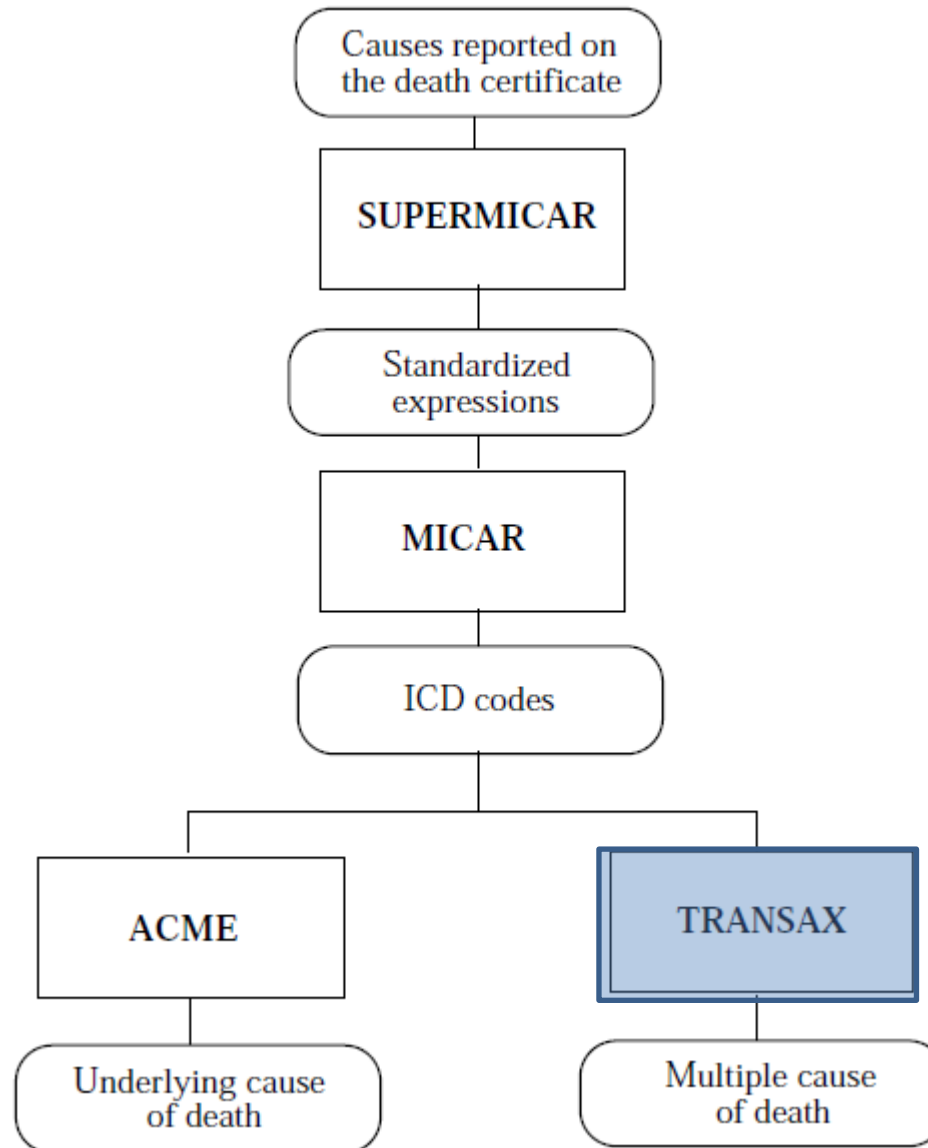 Causes reported on
the death certificate
SUPERMICAR
Standardized
expressions
MICAR
ICD codes
ACME
TRANSAX
Underlying cause
of death
Multiple cause
of death